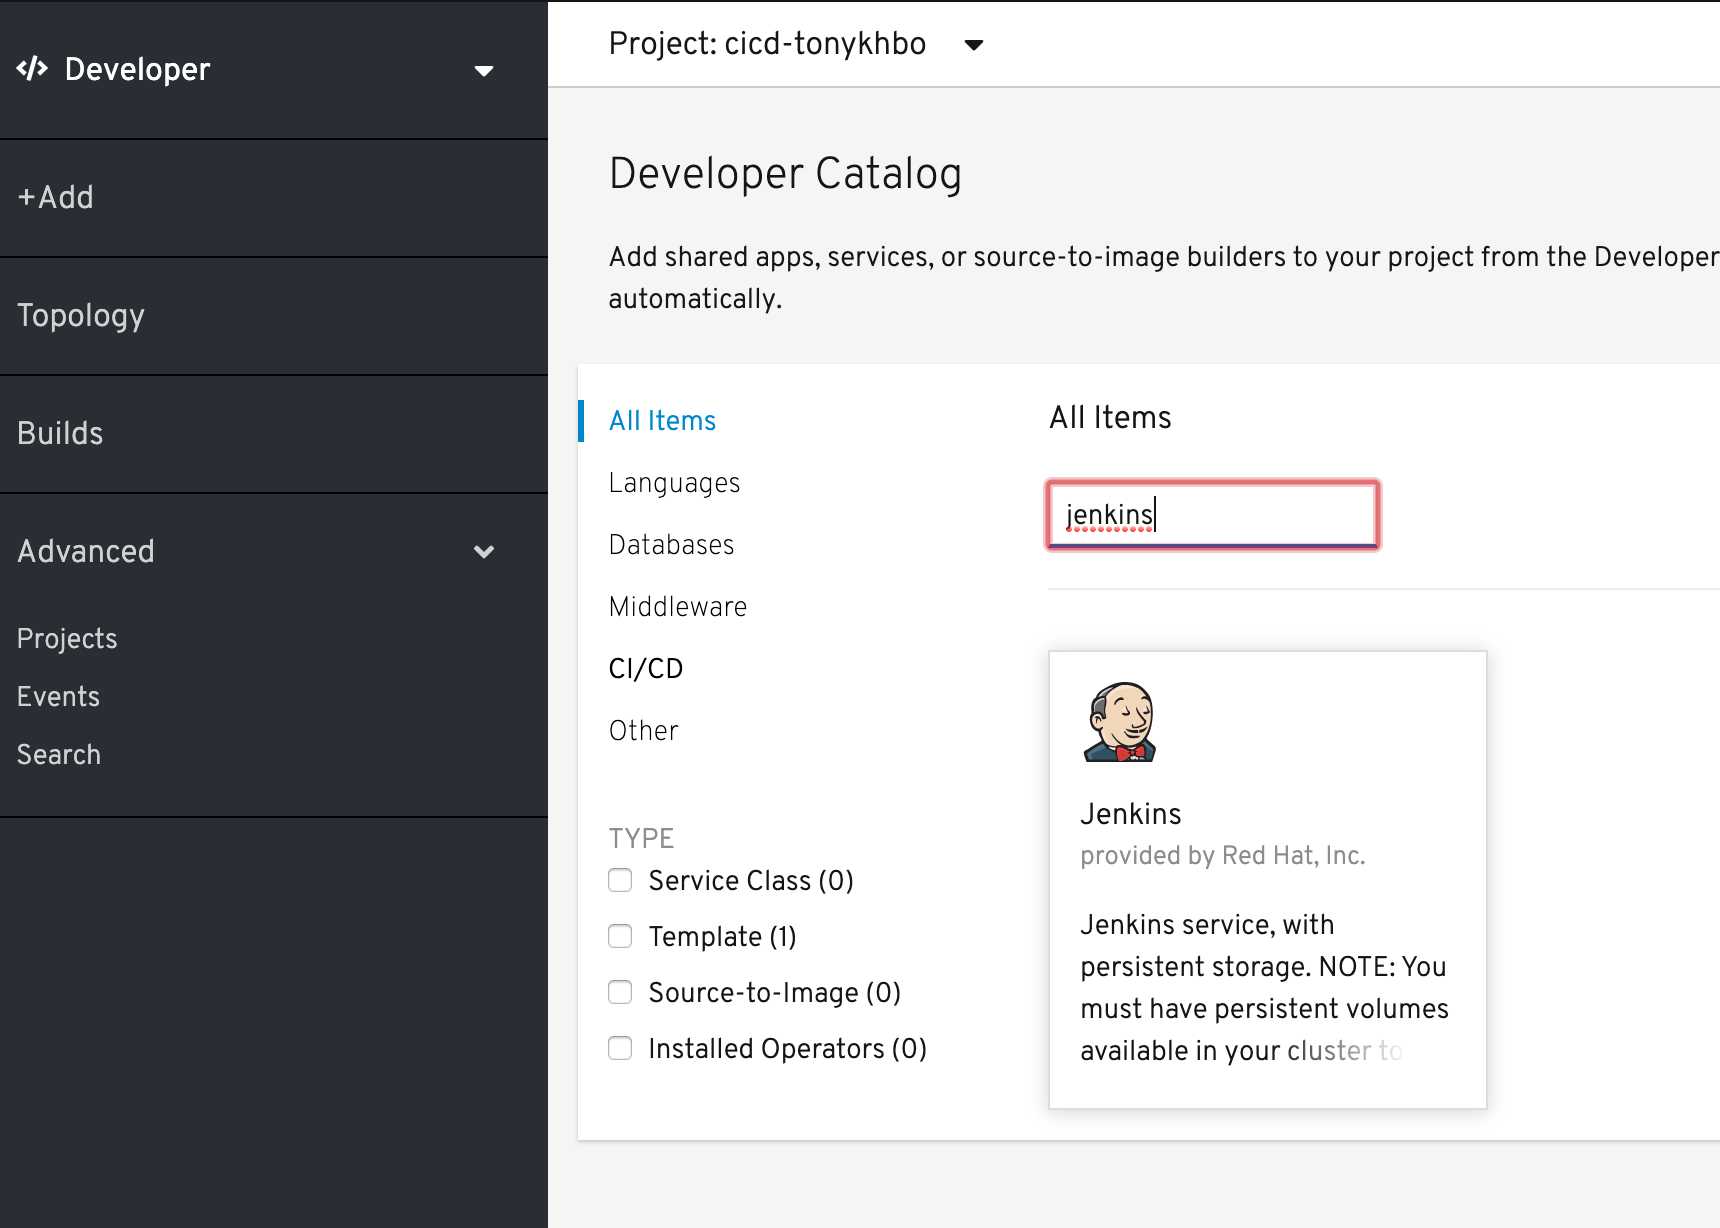 Developer
+Add
Topology
Builds
Advanced
Projects
Events
Search
Project: cicd-tonykhbo
Developer Catalog
Add shared apps, services, or source-to-image builders to your project from the Developer
automatically.
All Items
Languages
Databases
Middleware
CI/CD
Other
TYPE
Service Class (0)
Template (1)
Source-to-Image (0)
Installed Operators (0)
All Items
jenkins
Jenkins
provided by Red Hat, Inc.
Jenkins service, with
persistent storage. NOTE: You
must have persistent volumes
available in your cluster to